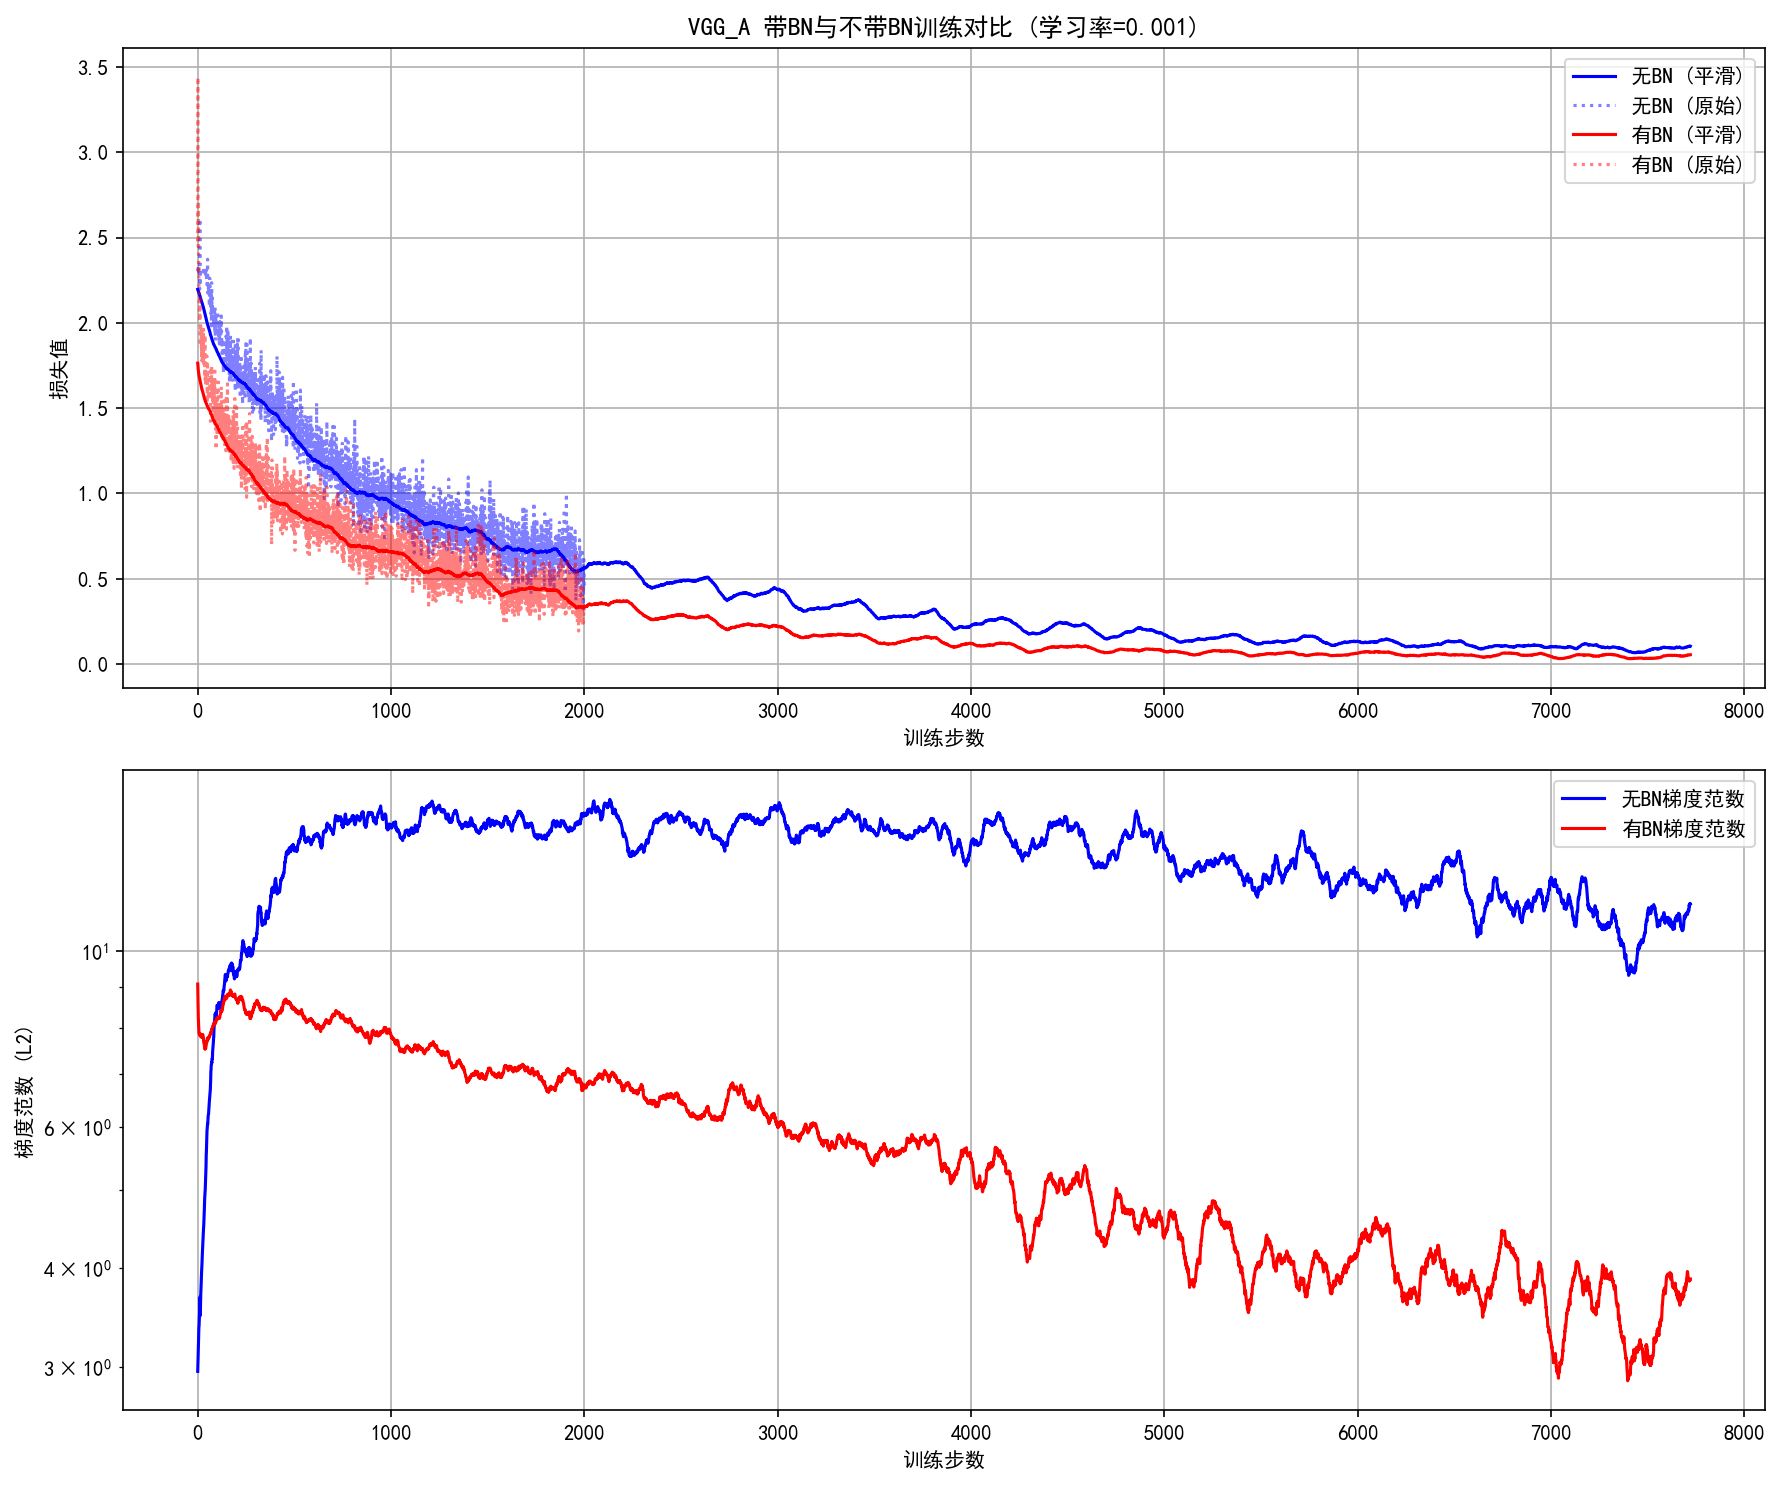 VGG_A 带BN与不带BN训练对比 (学习率=0.001)
3.5
3.0
2.5
2.0
1.5
1.0
0.5
0.0
损失值
无BN (平滑)
无BN (原始)
有BN (平滑)
有BN (原始)
0 1000 2000 3000 4000 5000 6000 7000 8000
训练步数
10¹
6 × 10⁰
4 × 10⁰
3 × 10⁰
梯度范数 (L2)
无BN梯度范数
有BN梯度范数
0 1000 2000 3000 4000 5000 6000 7000 8000
训练步数